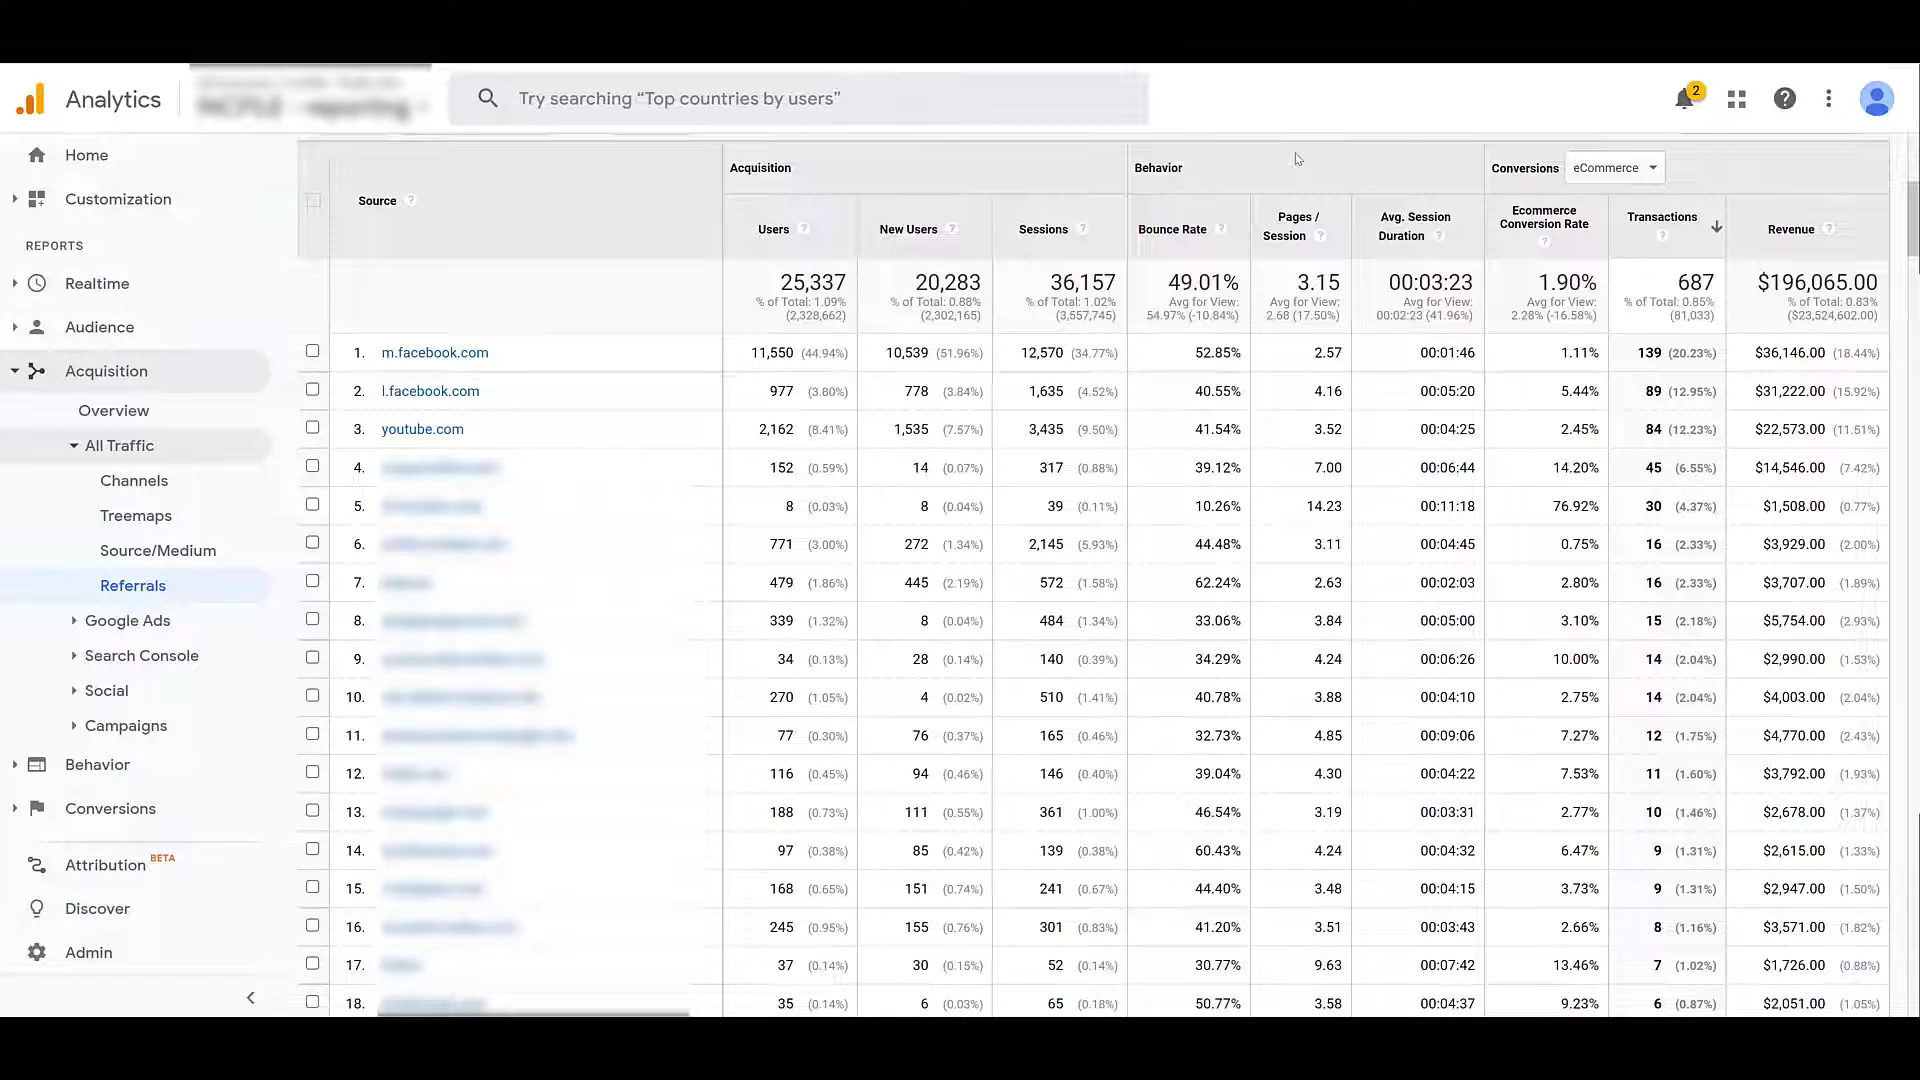 Analytics
Try searching “Top countries by users”
2
Home
Customization
REPORTS
Realtime
Audience
Acquisition
Overview
All Traffic
Channels
Treemaps
Source/Medium
Referrals
Google Ads
Search Console
Social
Campaigns
Behavior
Conversions
Attribution BETA
Discover
Admin
Acquisition Behavior Conversions eCommerce
Source ? Users ? New Users ? Sessions ? Bounce Rate ? Pages / Session ? Avg. Session Duration ? Ecommerce Conversion Rate ? Transactions ? Revenue ?
25,337 20,283 36,157 49.01% 3.15 00:03:23 1.90% 687 $196,065.00
% of Total: 1.09% % of Total: 0.88% % of Total: 1.02% Avg for View: Avg for View: Avg for View: Avg for View: % of Total: 0.85% % of Total: 0.83%
(2,328,662) (2,302,165) (3,557,745) 54.97% (-10.84%) 2.68 (17.50%) 00:02:23 (41.96%) 2.28% (-16.58%) (81,033) ($23,524,602.00)
1. m.facebook.com 11,550 (44.94%) 10,539 (51.96%) 12,570 (34.77%) 52.85% 2.57 00:01:46 1.11% 139 (20.23%) $36,146.00 (18.44%)
2. l.facebook.com 977 (3.80%) 778 (3.84%) 1,635 (4.52%) 40.55% 4.16 00:05:20 5.44% 89 (12.95%) $31,222.00 (15.92%)
3. youtube.com 2,162 (8.41%) 1,535 (7.57%) 3,435 (9.50%) 41.54% 3.52 00:04:25 2.45% 84 (12.23%) $22,573.00 (11.51%)
4. 152 (0.59%) 14 (0.07%) 317 (0.88%) 39.12% 7.00 00:06:44 14.20% 45 (6.55%) $14,546.00 (7.42%)
5. 8 (0.03%) 8 (0.04%) 39 (0.11%) 10.26% 14.23 00:11:18 76.92% 30 (4.37%) $1,508.00 (0.77%)
6. 771 (3.00%) 272 (1.34%) 2,145 (5.93%) 44.48% 3.11 00:04:45 0.75% 16 (2.33%) $3,929.00 (2.00%)
7. 479 (1.86%) 445 (2.19%) 572 (1.58%) 62.24% 2.63 00:02:03 2.80% 16 (2.33%) $3,707.00 (1.89%)
8. 339 (1.32%) 8 (0.04%) 484 (1.34%) 33.06% 3.84 00:05:00 3.10% 15 (2.18%) $5,754.00 (2.93%)
9. 34 (0.13%) 28 (0.14%) 140 (0.39%) 34.29% 4.24 00:06:26 10.00% 14 (2.04%) $2,990.00 (1.53%)
10. 270 (1.05%) 4 (0.02%) 510 (1.41%) 40.78% 3.88 00:04:10 2.75% 14 (2.04%) $4,003.00 (2.04%)
11. 77 (0.30%) 76 (0.37%) 165 (0.46%) 32.73% 4.85 00:09:06 7.27% 12 (1.75%) $4,770.00 (2.43%)
12. 116 (0.45%) 94 (0.46%) 146 (0.40%) 39.04% 4.30 00:04:22 7.53% 11 (1.60%) $3,792.00 (1.93%)
13. 188 (0.73%) 111 (0.55%) 361 (1.00%) 46.54% 3.19 00:03:31 2.77% 10 (1.46%) $2,678.00 (1.37%)
14. 97 (0.38%) 85 (0.42%) 139 (0.38%) 60.43% 4.24 00:04:32 6.47% 9 (1.31%) $2,615.00 (1.33%)
15. 168 (0.65%) 151 (0.74%) 241 (0.67%) 44.40% 3.48 00:04:15 3.73% 9 (1.31%) $2,947.00 (1.50%)
16. 245 (0.95%) 155 (0.76%) 301 (0.83%) 41.20% 3.51 00:03:43 2.66% 8 (1.16%) $3,571.00 (1.82%)
17. 37 (0.14%) 30 (0.15%) 52 (0.14%) 30.77% 9.63 00:07:42 13.46% 7 (1.02%) $1,726.00 (0.88%)
18. 35 (0.14%) 6 (0.03%) 65 (0.18%) 50.77% 3.58 00:04:37 9.23% 6 (0.87%) $2,051.00 (1.05%)